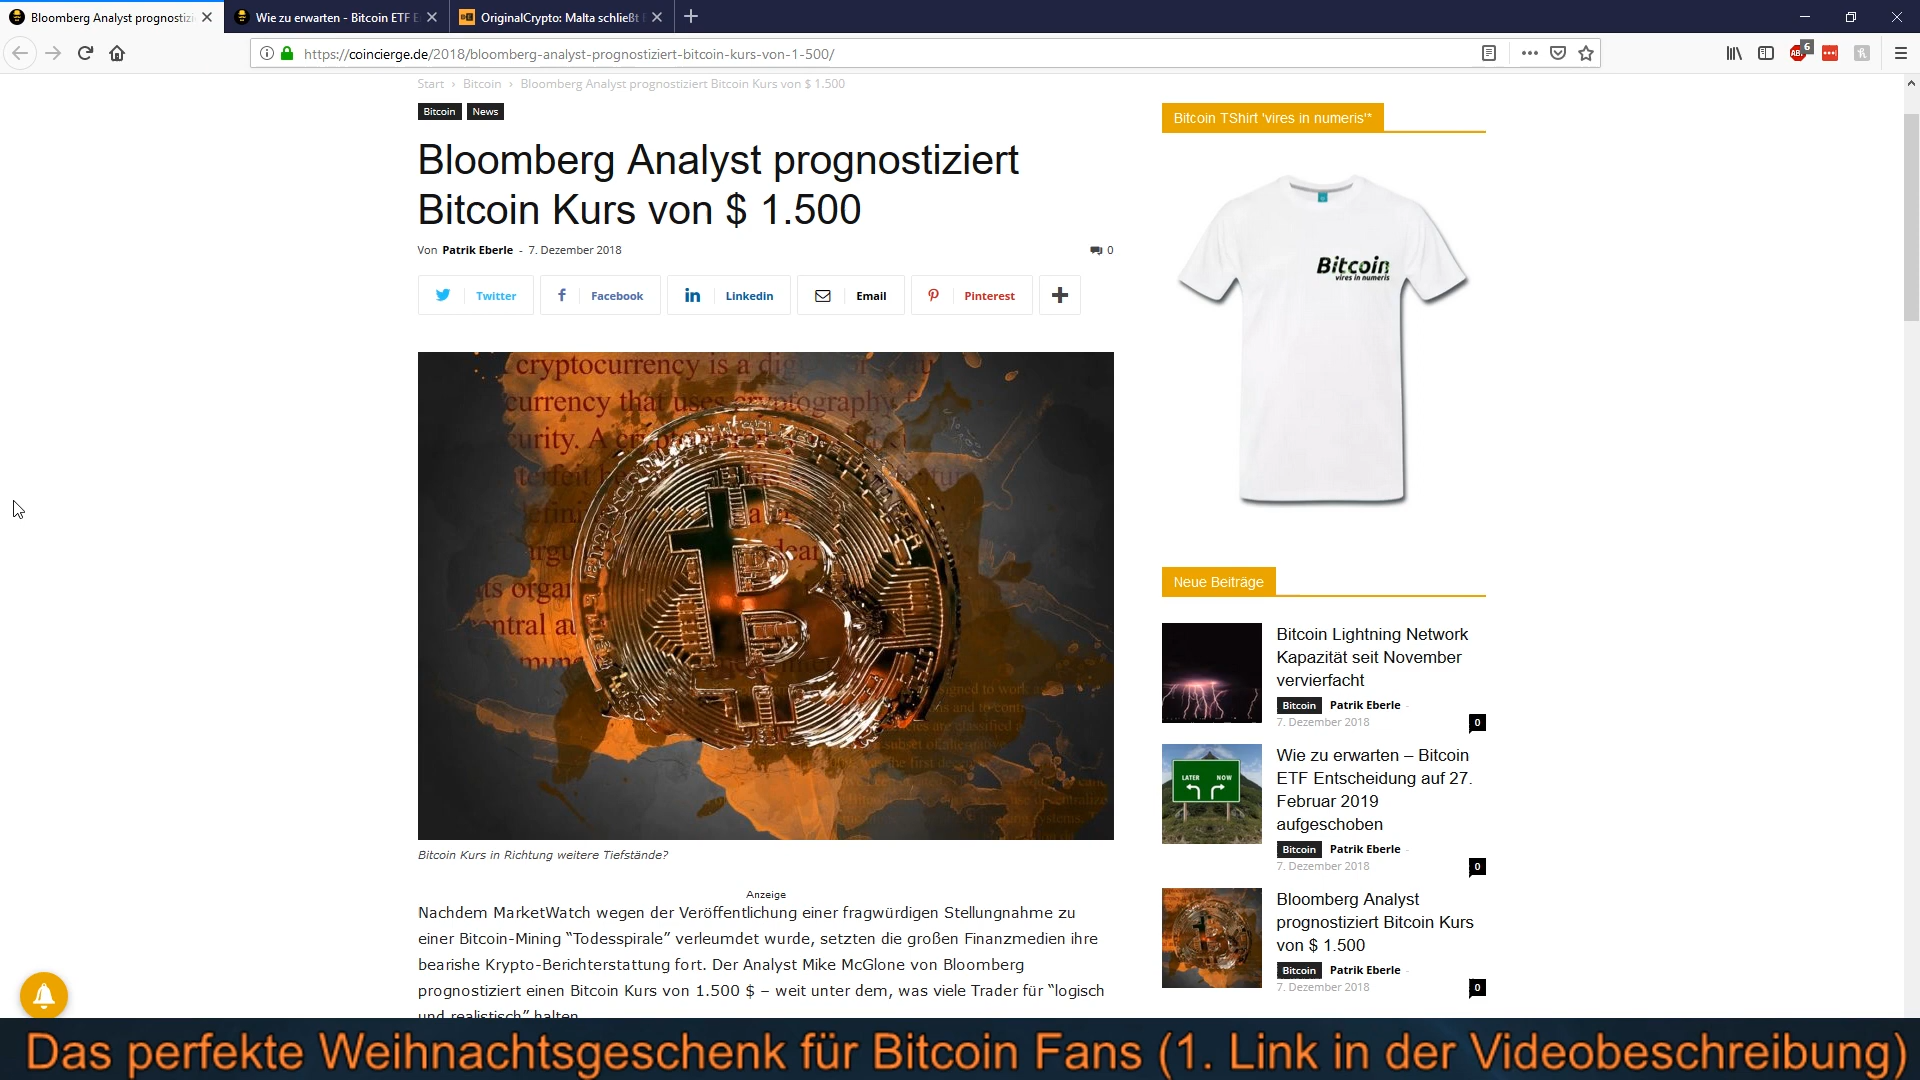 Bloomberg Analyst prognostizi
Wie zu erwarten - Bitcoin ETF E
OriginalCrypto: Malta schließt
https://coincierge.de/2018/bloomberg-analyst-prognostiziert-bitcoin-kurs-von-1-500/
6
Start › Bitcoin › Bloomberg Analyst prognostiziert Bitcoin Kurs von $ 1.500
Bitcoin News
Bloomberg Analyst prognostiziert
Bitcoin Kurs von $ 1.500
Von Patrik Eberle - 7. Dezember 2018
0
Twitter
Facebook
Linkedin
Email
Pinterest
cryptocurrency is a
currency that uses cryptography
Bitcoin Kurs in Richtung weitere Tiefstände?
Anzeige
Nachdem MarketWatch wegen der Veröffentlichung einer fragwürdigen Stellungnahme zu
einer Bitcoin-Mining “Todesspirale” verleumdet wurde, setzten die großen Finanzmedien ihre
bearishe Krypto-Berichterstattung fort. Der Analyst Mike McGlone von Bloomberg
prognostiziert einen Bitcoin Kurs von 1.500 $ – weit unter dem, was viele Trader für “logisch
und realistisch” halten.
Bitcoin TShirt 'vires in numeris'*
Bitcoin
vires in numeris
Neue Beiträge
Bitcoin Lightning Network
Kapazität seit November
vervierfacht
Bitcoin Patrik Eberle -
7. Dezember 2018
0
LATER NOW
Wie zu erwarten – Bitcoin
ETF Entscheidung auf 27.
Februar 2019
aufgeschoben
Bitcoin Patrik Eberle -
7. Dezember 2018
0
Bloomberg Analyst
prognostiziert Bitcoin Kurs
von $ 1.500
Bitcoin Patrik Eberle -
7. Dezember 2018
0
Das perfekte Weihnachtsgeschenk für Bitcoin Fans (1. Link in der Videobeschreibung)